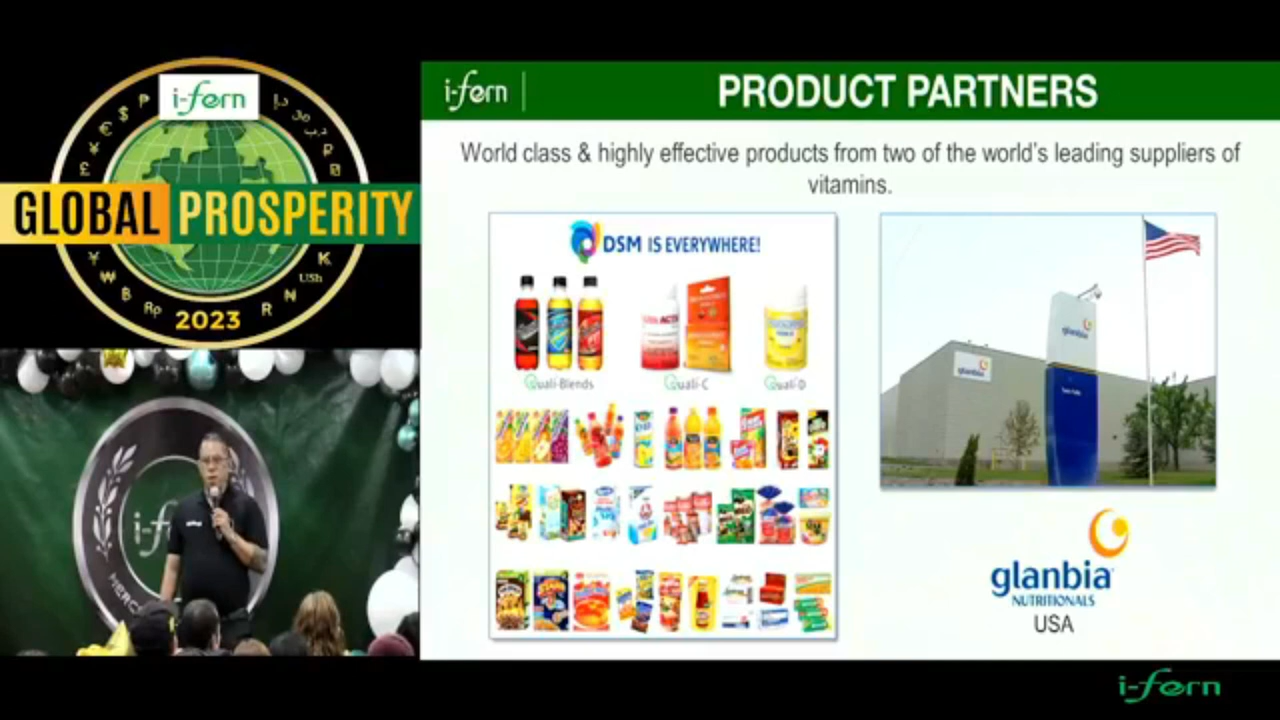 i-fern
GLOBAL PROSPERITY
2023
i-fern
PRODUCT PARTNERS
World class & highly effective products from two of the world's leading suppliers of
vitamins.
DSM IS EVERYWHERE!
Quali-Blends
Quali-C
Quali-D
glanbia
glanbia
glanbia
NUTRITIONALS
USA
i-fern